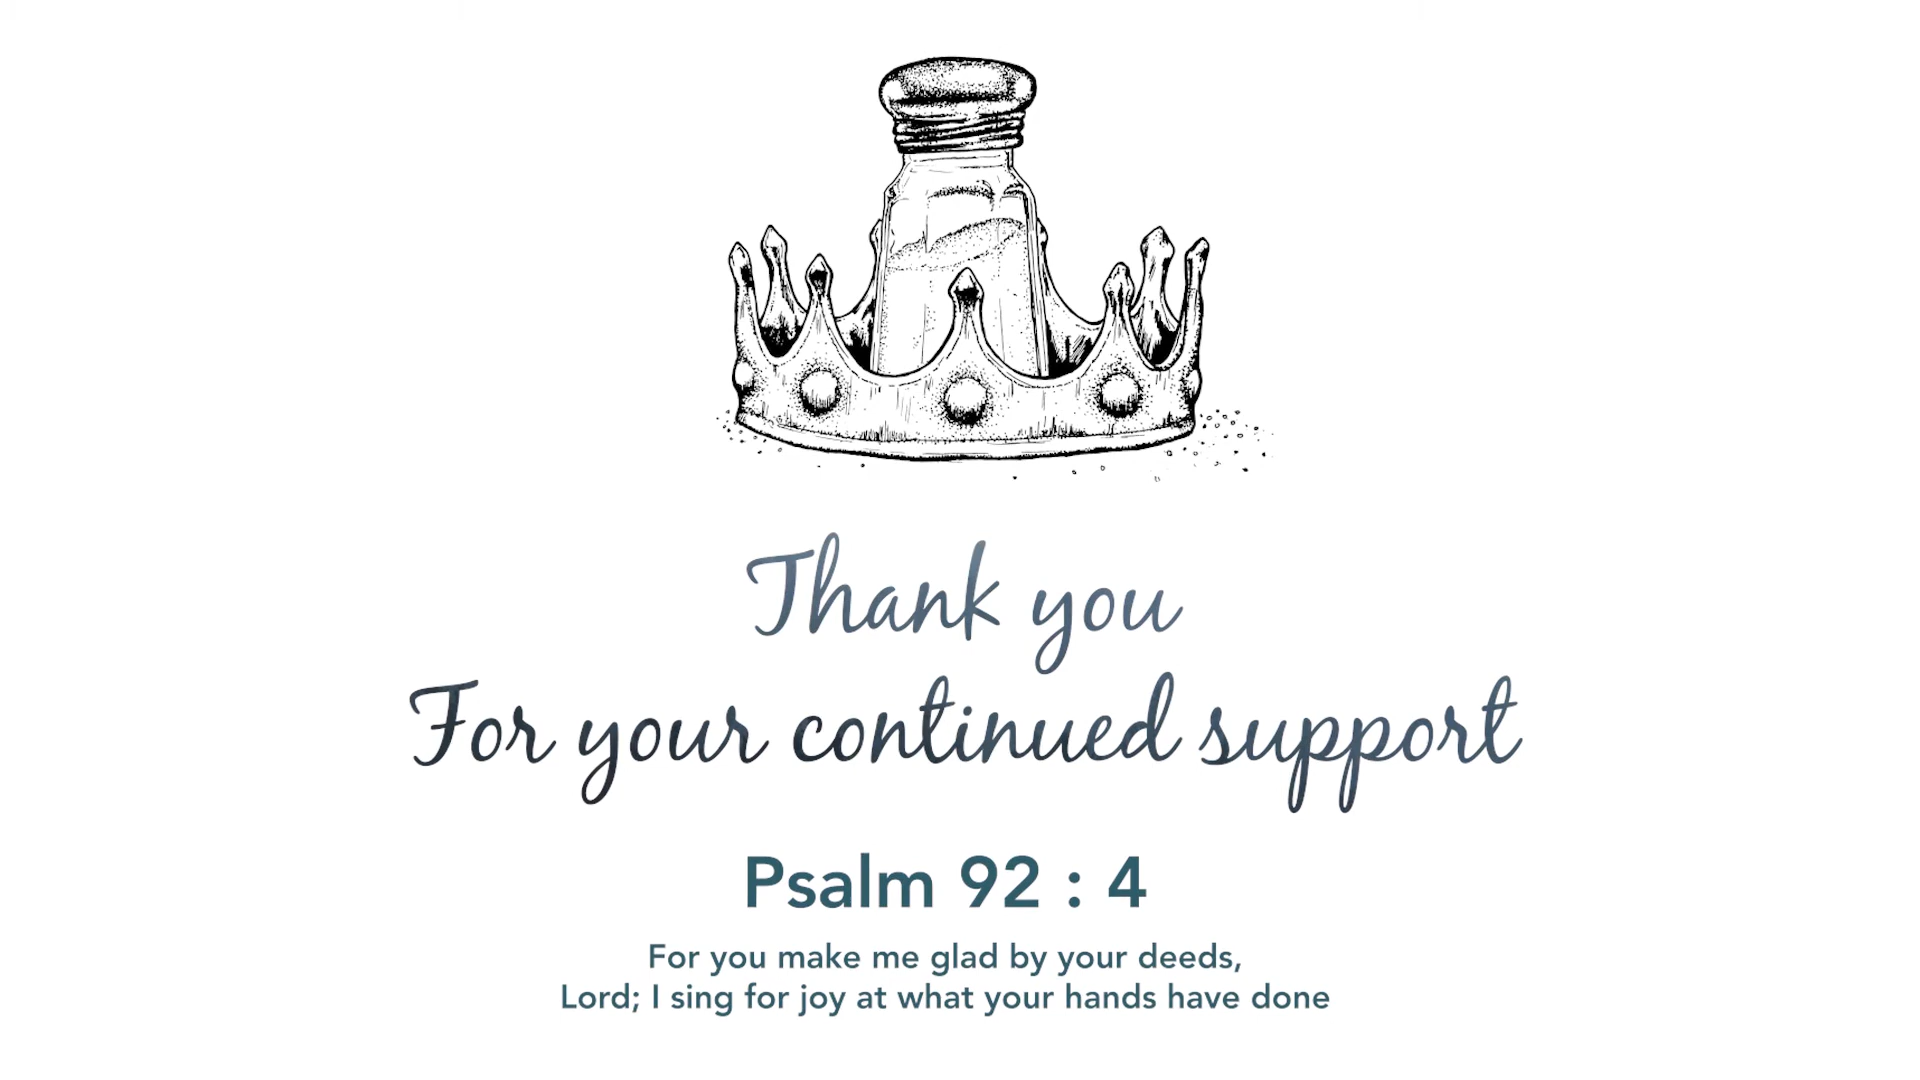 Thank you
For your continued support
Psalm 92 : 4
For you make me glad by your deeds,
Lord; I sing for joy at what your hands have done